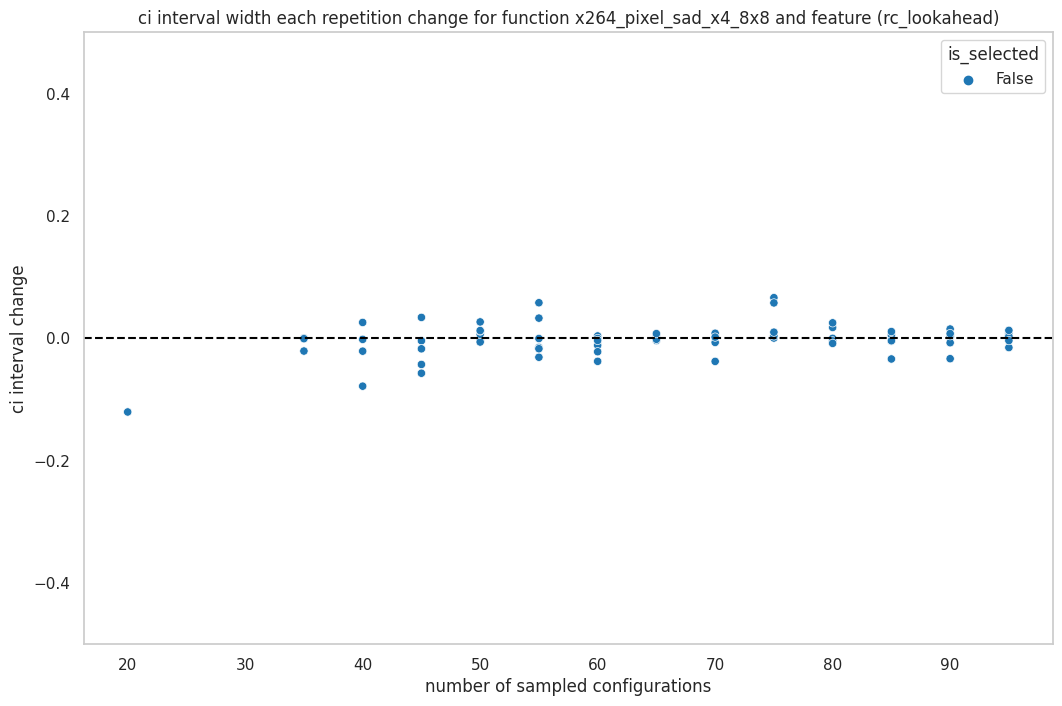 ci interval width each repetition change for function x264_pixel_sad_x4_8x8 and feature (rc_lookahead)
is_selected
False
ci interval change
0.4
0.2
0.0
−0.2
−0.4
20 30 40 50 60 70 80 90
number of sampled configurations